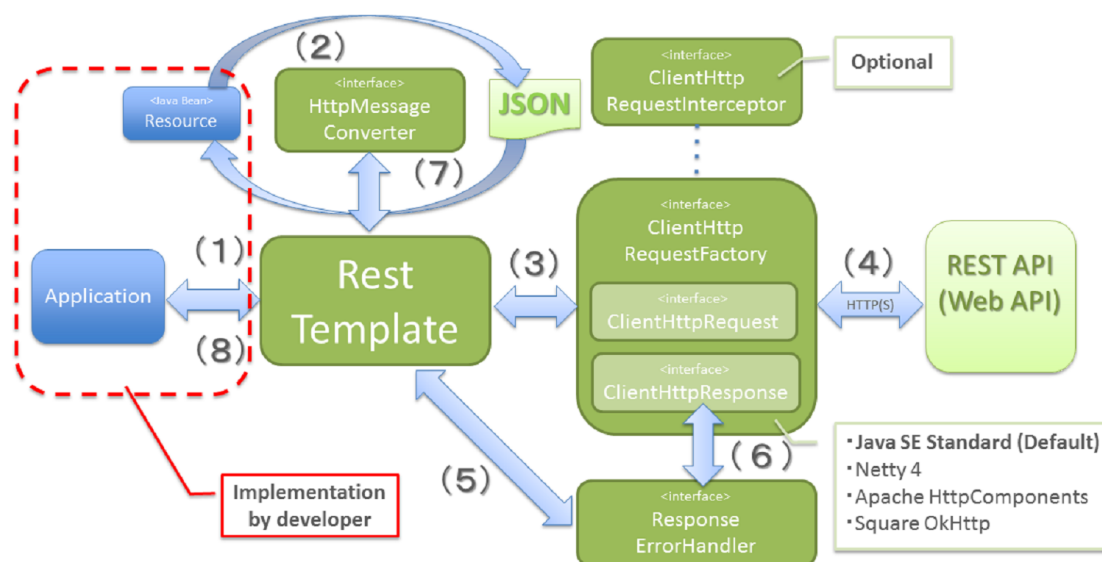 (2)
<interface>
HttpMessage
Converter
<Java Bean>
Resource
JSON
<interface>
ClientHttp
RequestInterceptor
Optional
(7)
(1)
Application
(8)
Rest
Template
(3)
<interface>
ClientHttp
RequestFactory
<interface>
ClientHttpRequest
<interface>
ClientHttpResponse
(4)
HTTP(S)
REST API
(Web API)
(5)
(6)
<interface>
Response
ErrorHandler
Implementation
by developer
・Java SE Standard (Default)
・Netty 4
・Apache HttpComponents
・Square OkHttp